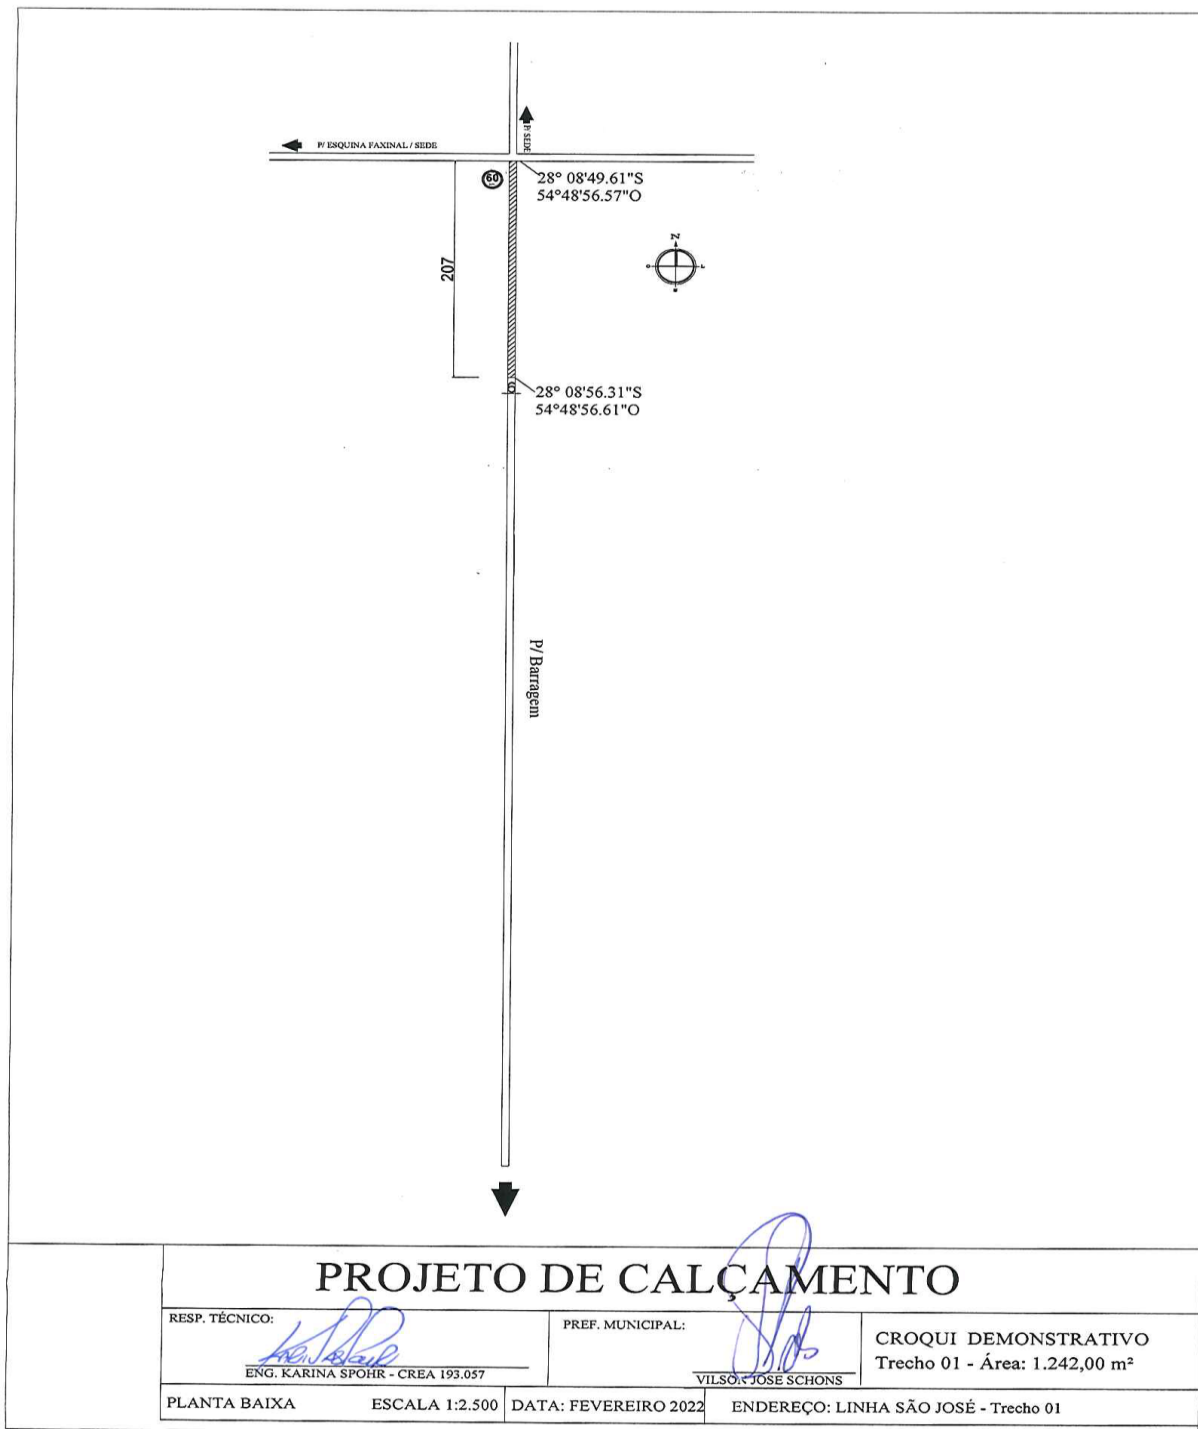 P/ SEDE
P/ ESQUINA FAXINAL / SEDE
60
28° 08'49.61"S
54°48'56.57"O
N
207
6
28° 08'56.31"S
54°48'56.61"O
P/ Barragem
PROJETO DE CALÇAMENTO
RESP. TÉCNICO:
ENG. KARINA SPOHR - CREA 193.057
PREF. MUNICIPAL:
VILSON JOSE SCHONS
CROQUI DEMONSTRATIVO
Trecho 01 - Área: 1.242,00 m²
PLANTA BAIXA
ESCALA 1:2.500
DATA: FEVEREIRO 2022
ENDEREÇO: LINHA SÃO JOSÉ - Trecho 01